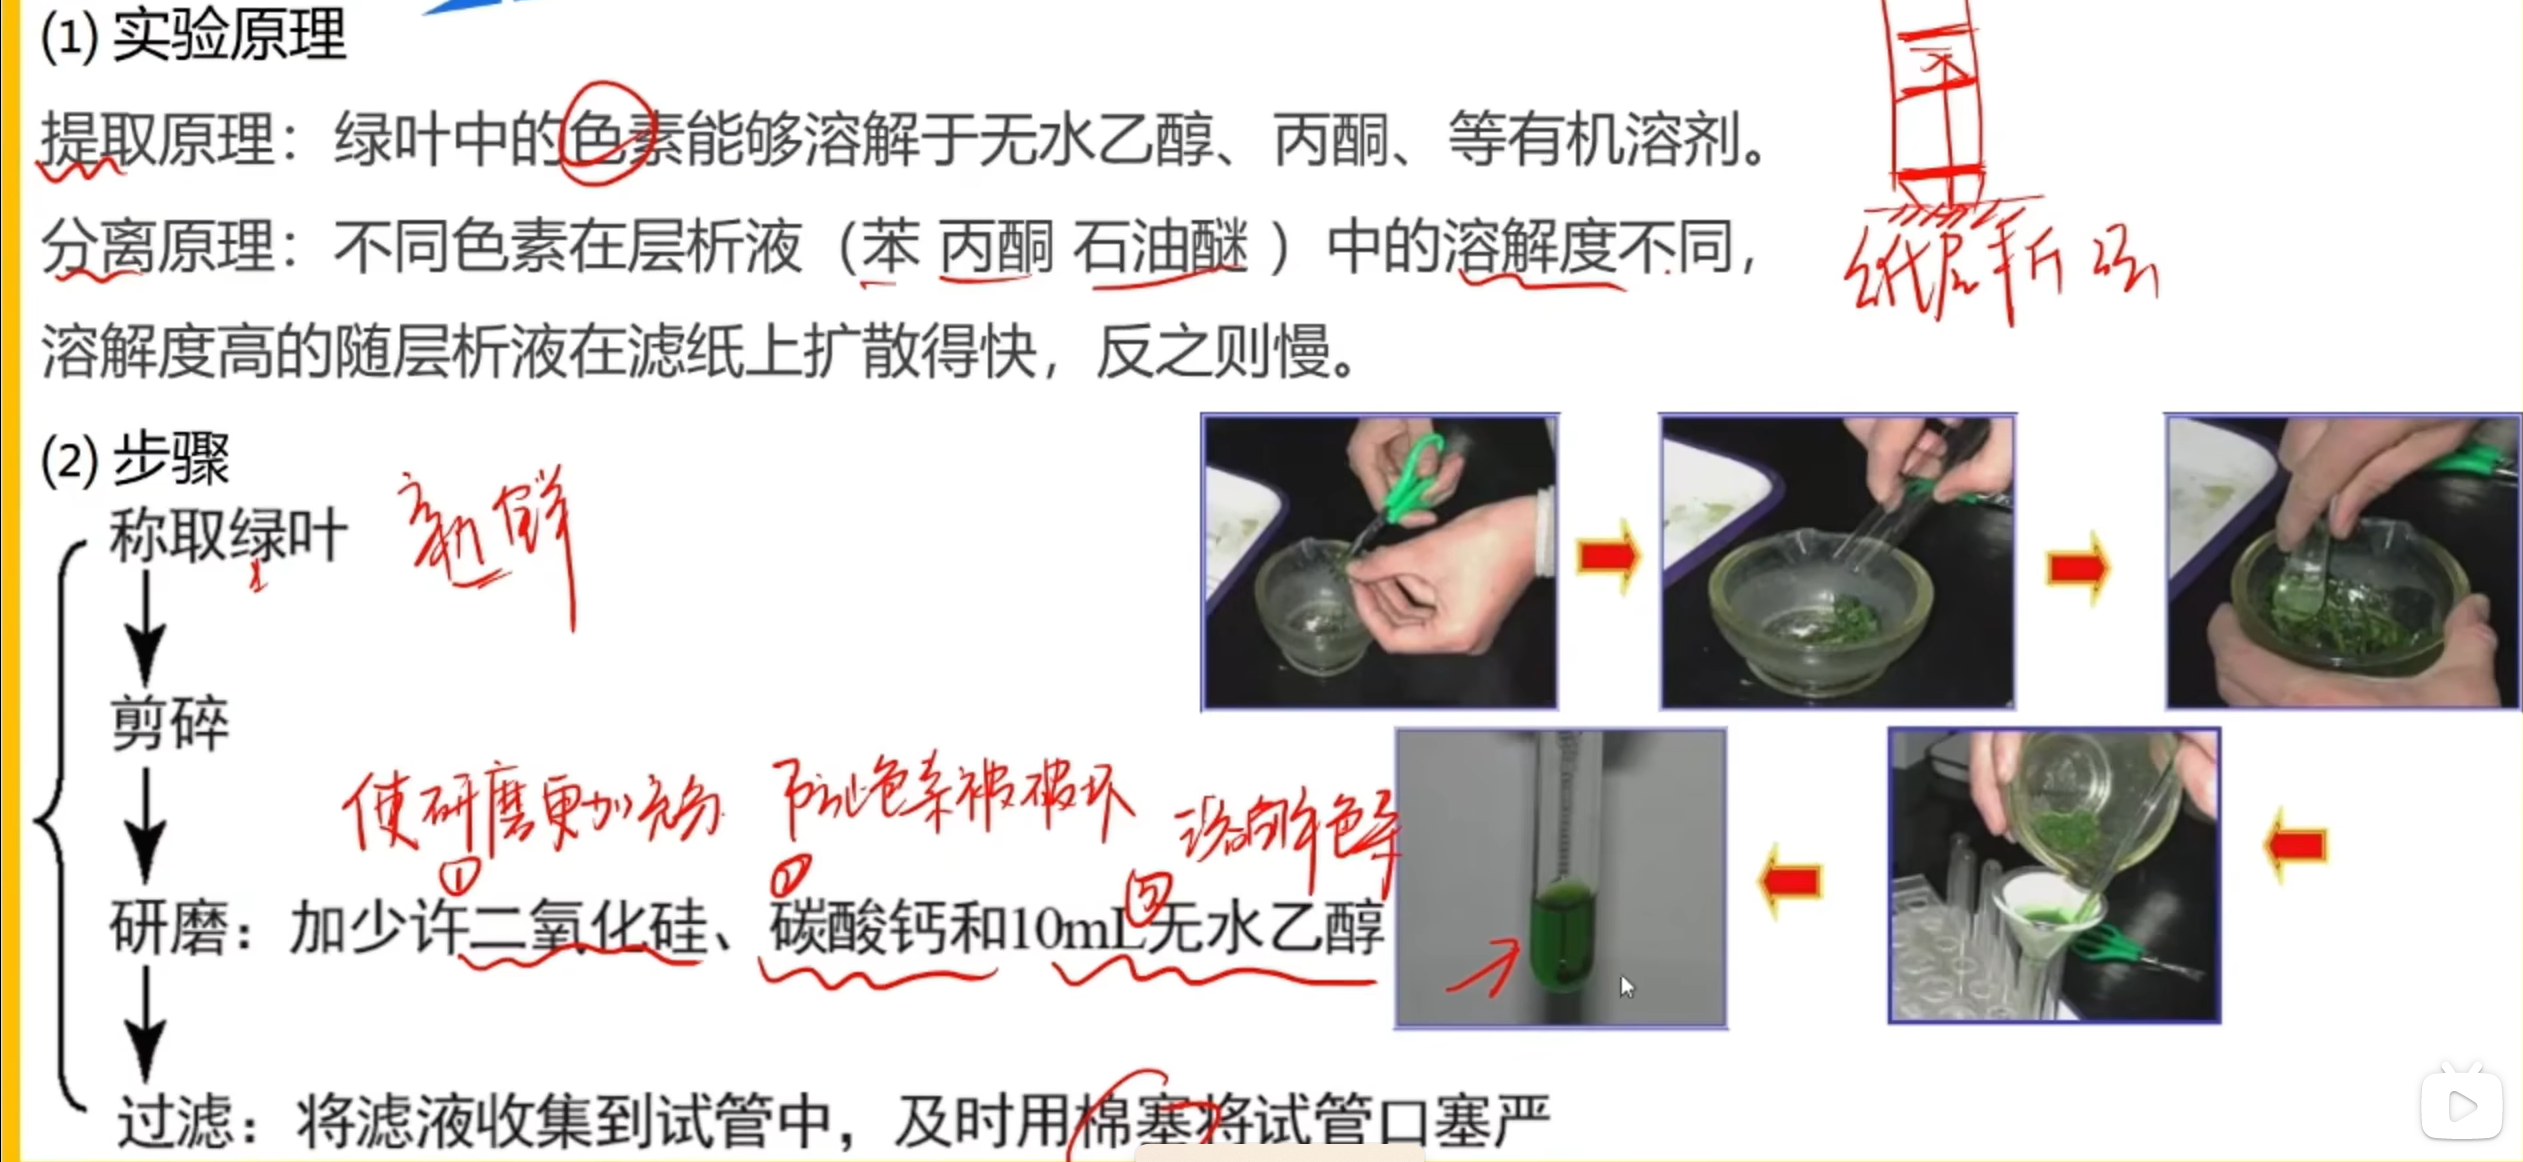 (1) 实验原理
提取原理：绿叶中的色素能够溶解于无水乙醇、丙酮、等有机溶剂。
分离原理：不同色素在层析液（苯 丙酮 石油醚 ）中的溶解度不同，
纸层析法
溶解度高的随层析液在滤纸上扩散得快，反之则慢。
(2) 步骤
称取绿叶 新鲜
剪碎
使研磨更加充分 防止色素被破坏 溶解色素
① ② ③
研磨：加少许二氧化硅、碳酸钙和10mL无水乙醇
过滤：将滤液收集到试管中，及时用棉塞将试管口塞严